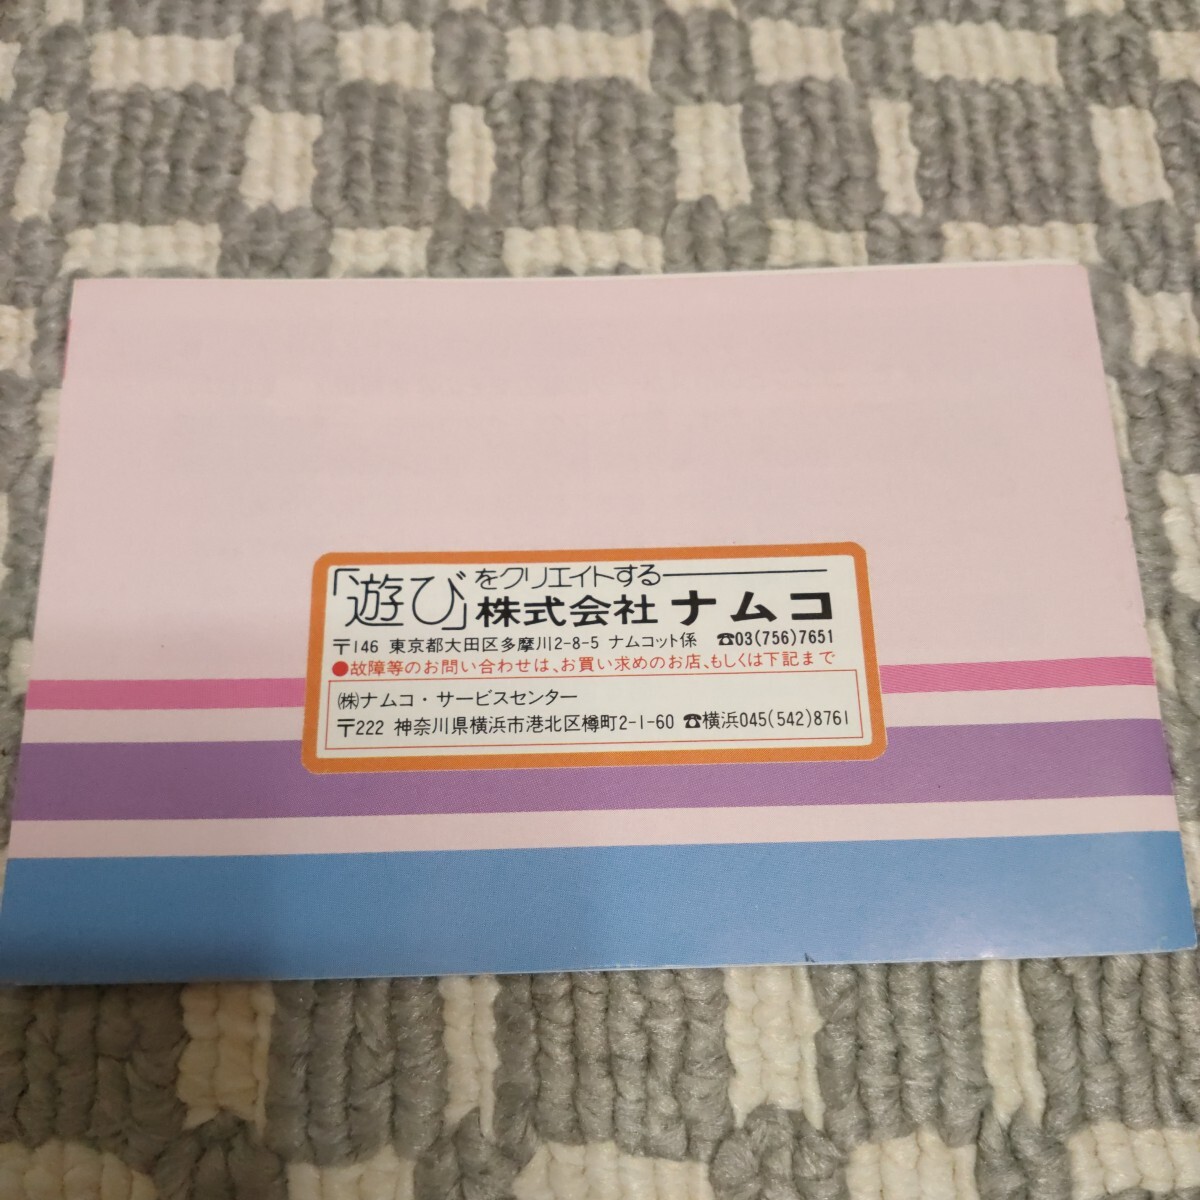 「遊び」をクリエイトする
株式会社ナムコ
〒146 東京都大田区多摩川2-8-5 ナムコット係 ☎03(756)7651
●故障等のお問い合わせは、お買い求めのお店、もしくは下記まで
㈱ナムコ・サービスセンター
〒222 神奈川県横浜市港北区樽町2-1-60 ☎横浜045(542)8761